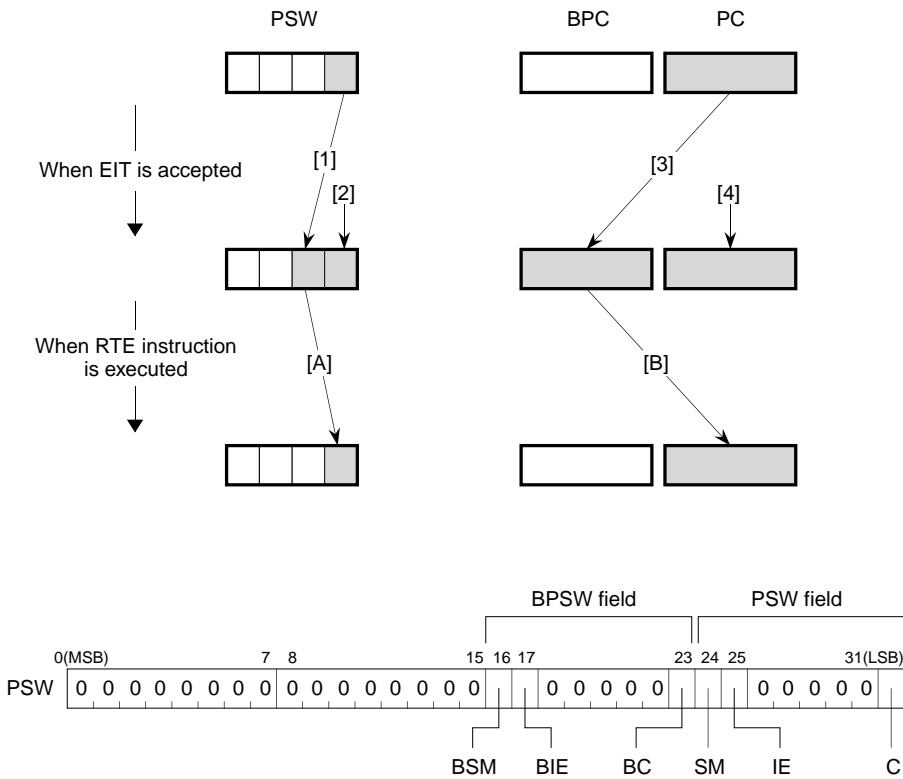 PSW BPC PC
[1] [3]
When EIT is accepted
[2] [4]
When RTE instruction
is executed
[A] [B]
BPSW field PSW field
0(MSB) 7 8 15 16 17 23 24 25 31(LSB)
PSW 0 0 0 0 0 0 0 0 0 0 0 0 0 0 0 0 0 0 0 0 0 0 0 0 0 0
BSM BIE BC SM IE C